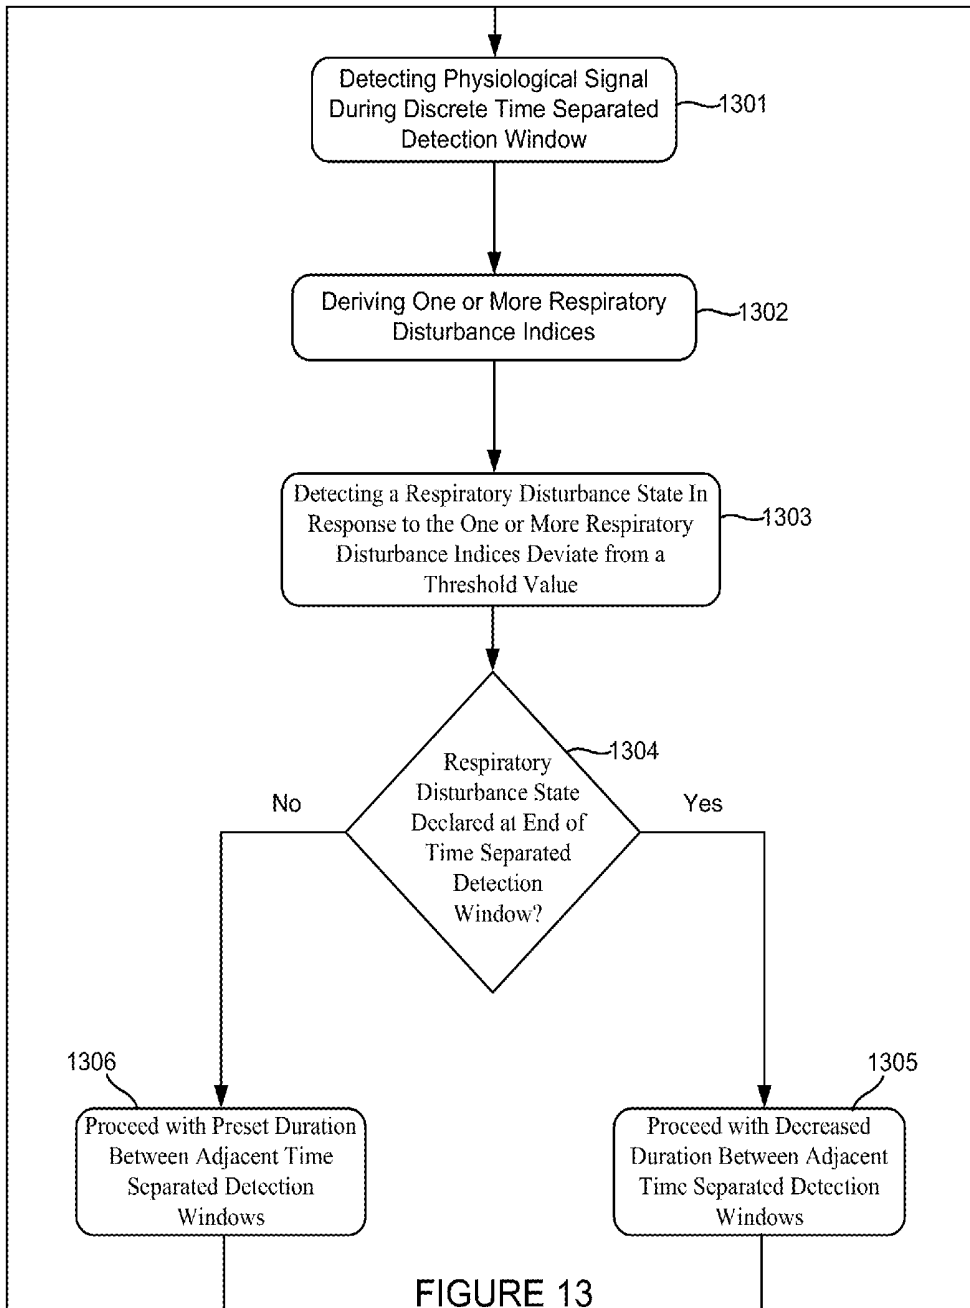 Detecting Physiological Signal
During Discrete Time Separated
Detection Window
1301
Deriving One or More Respiratory
Disturbance Indices
1302
Detecting a Respiratory Disturbance State In
Response to the One or More Respiratory
Disturbance Indices Deviate from a
Threshold Value
1303
1304
Respiratory
Disturbance State
Declared at End of
Time Separated
Detection
Window?
No
Yes
1306
1305
Proceed with Preset Duration
Between Adjacent Time
Separated Detection
Windows
Proceed with Decreased
Duration Between Adjacent
Time Separated Detection
Windows
FIGURE 13